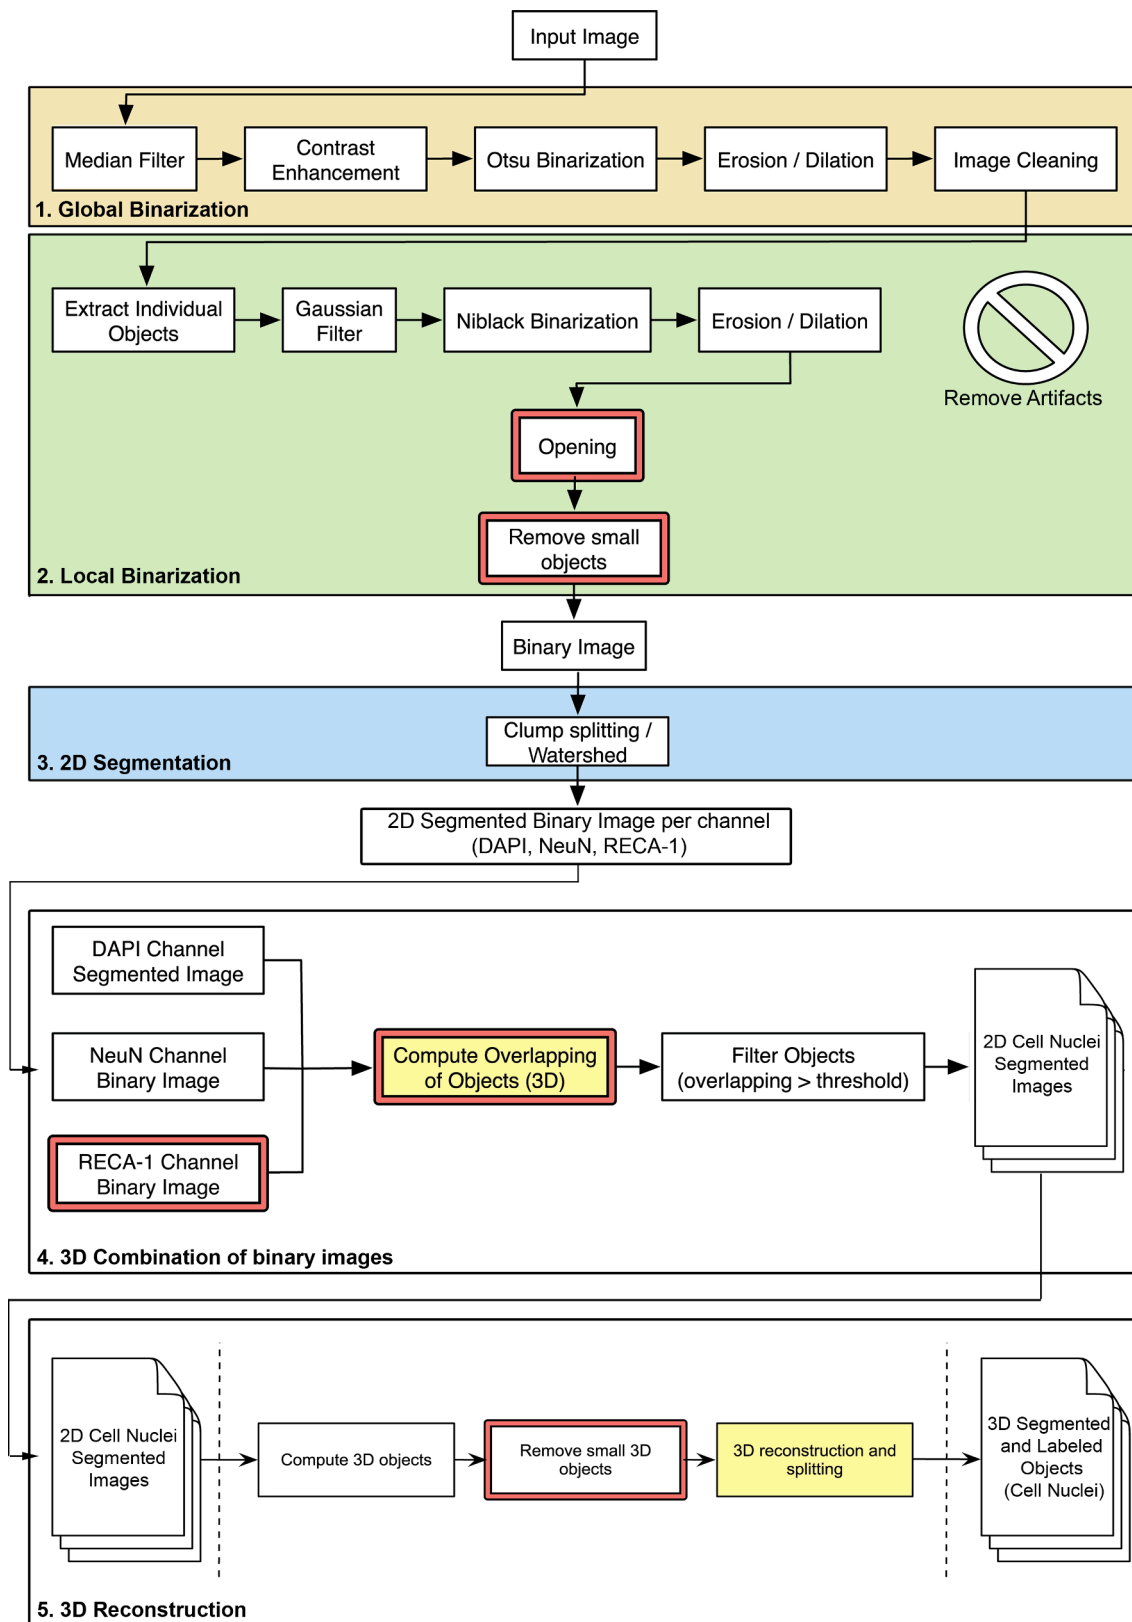 Input Image
Median Filter
Contrast
Enhancement
Otsu Binarization
Erosion / Dilation
Image Cleaning
1. Global Binarization
Extract Individual
Objects
Gaussian
Filter
Niblack Binarization
Erosion / Dilation
Remove Artifacts
Opening
Remove small
objects
2. Local Binarization
Binary Image
Clump splitting /
Watershed
3. 2D Segmentation
2D Segmented Binary Image per channel
(DAPI, NeuN, RECA-1)
DAPI Channel
Segmented Image
NeuN Channel
Binary Image
RECA-1 Channel
Binary Image
Compute Overlapping
of Objects (3D)
Filter Objects
(overlapping > threshold)
2D Cell Nuclei
Segmented
Images
4. 3D Combination of binary images
2D Cell Nuclei
Segmented
Images
Compute 3D objects
Remove small 3D
objects
3D reconstruction and
splitting
3D Segmented
and Labeled
Objects
(Cell Nuclei)
5. 3D Reconstruction